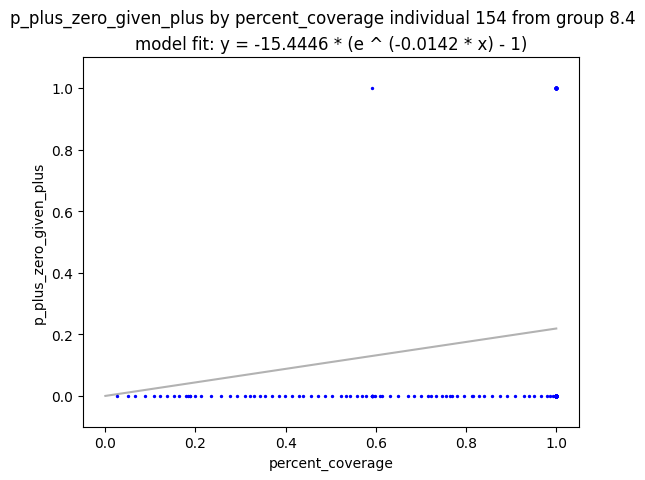 p_plus_zero_given_plus by percent_coverage individual 154 from group 8.4
model fit: y = -15.4446 * (e ^ (-0.0142 * x) - 1)
1.0
0.8
0.6
0.4
0.2
0.0
p_plus_zero_given_plus
0.0 0.2 0.4 0.6 0.8 1.0
percent_coverage